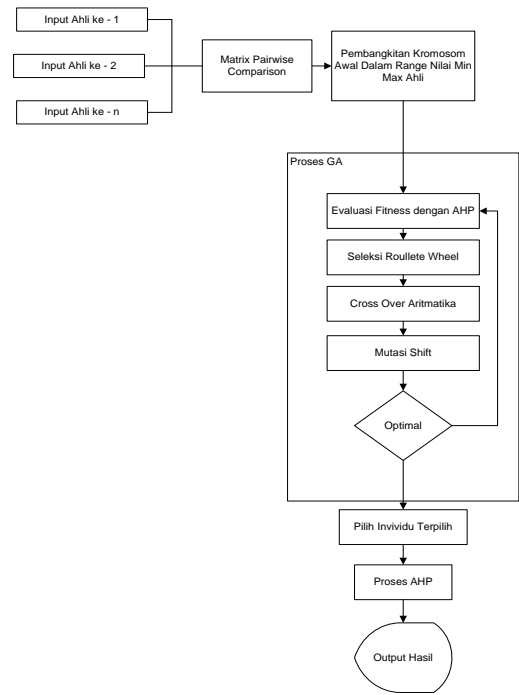 Input Ahli ke - 1
Input Ahli ke - 2
Input Ahli ke - n
Matrix Pairwise
Comparison
Pembangkitan Kromosom
Awal Dalam Range Nilai Min
Max Ahli
Proses GA
Evaluasi Fitness dengan AHP
Seleksi Roullete Wheel
Cross Over Aritmatika
Mutasi Shift
Optimal
Pilih Invividu Terpilih
Proses AHP
Output Hasil